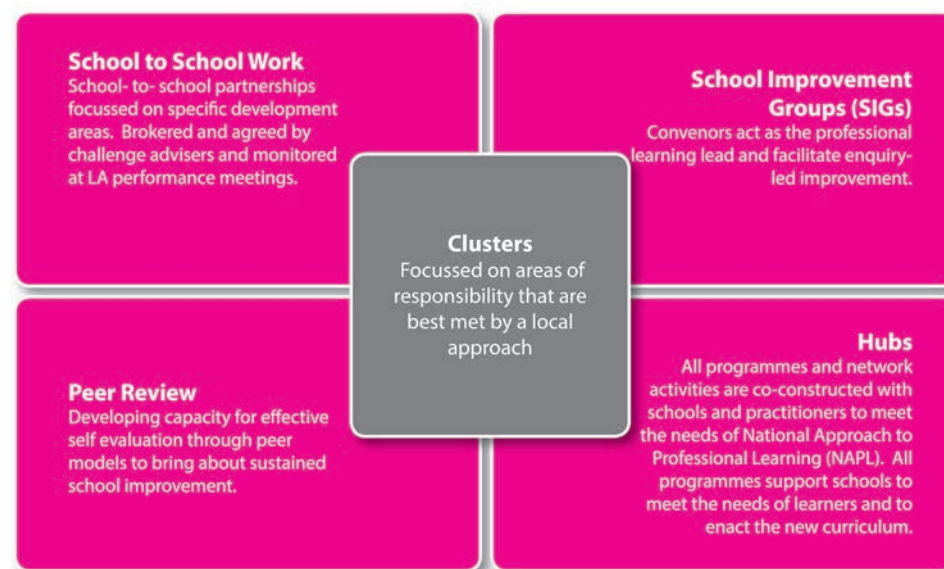 School to School Work
School- to- school partnerships
focussed on specific development
areas.  Brokered and agreed by
challenge advisers and monitored
at LA performance meetings.
School Improvement
Groups (SIGs)
Convenors act as the professional
learning lead and facilitate enquiry-
led improvement.
Clusters
Focussed on areas of
responsibility that are
best met by a local
approach
Peer Review
Developing capacity for effective
self evaluation through peer
models to bring about sustained
school improvement.
Hubs
All programmes and network
activities are co-constructed with
schools and practitioners to meet
the needs of National Approach to
Professional Learning (NAPL).  All
programmes support schools to
meet the needs of learners and to
enact the new curriculum.